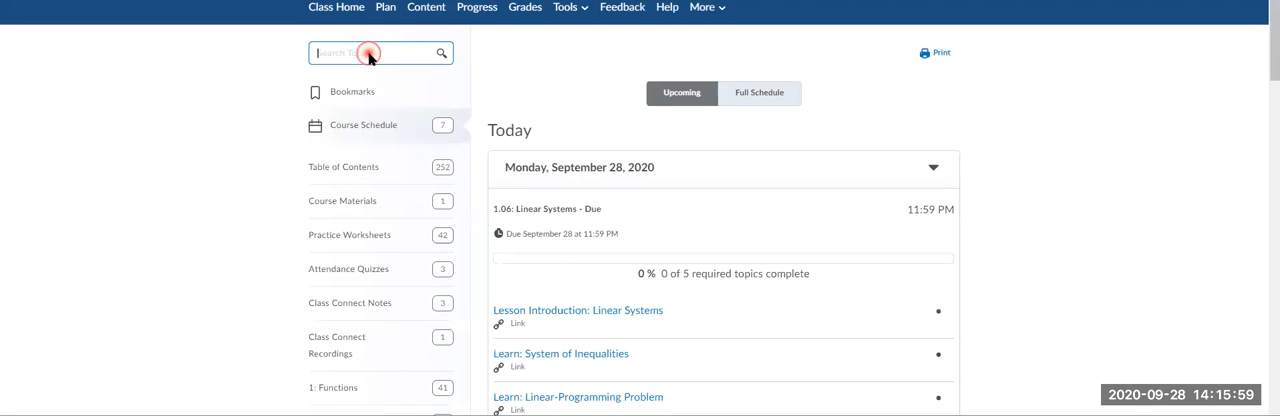 Class Home Plan Content Progress Grades Tools Feedback Help More
Search To
Print
Bookmarks
Upcoming Full Schedule
Course Schedule 7
Today
Table of Contents 252
Monday, September 28, 2020
Course Materials 1
1.06: Linear Systems - Due 11:59 PM
Practice Worksheets 42
Due September 28 at 11:59 PM
Attendance Quizzes 3
0 % 0 of 5 required topics complete
Class Connect Notes 3
Lesson Introduction: Linear Systems
Link
Class Connect
Recordings 1
Learn: System of Inequalities
Link
1: Functions 41
Learn: Linear-Programming Problem
Link
2020-09-28 14:15:59